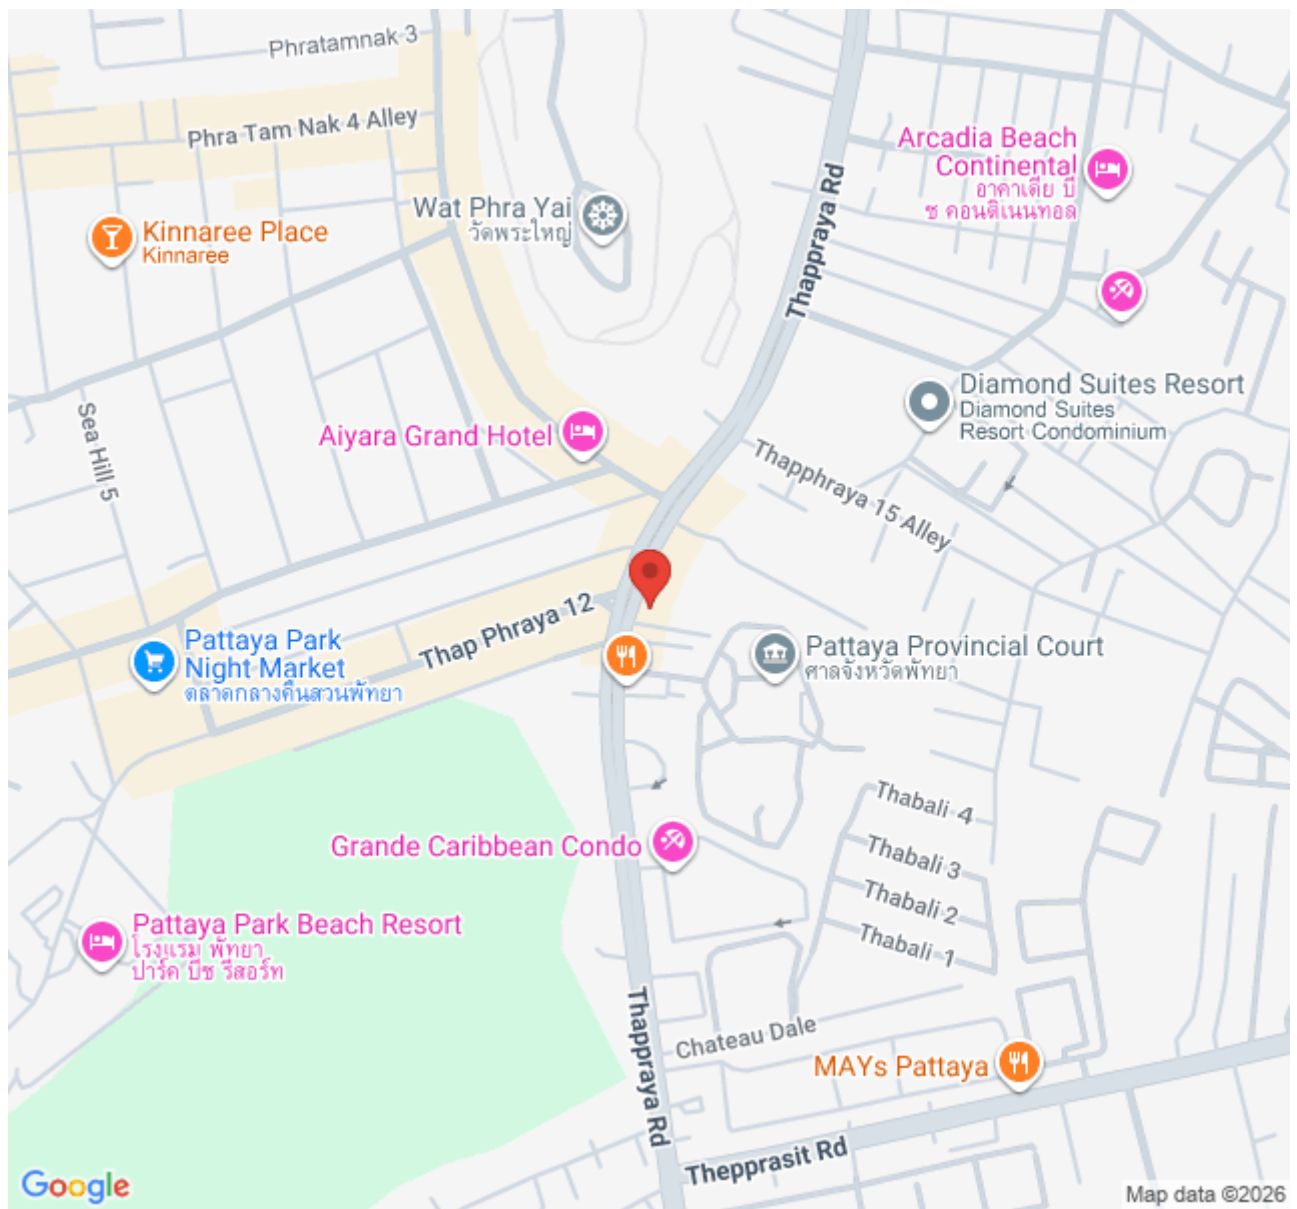 Phratamnak 3
Phra Tam Nak 4 Alley
Arcadia Beach
Continental
อาคาเดีย บี
ช คอนติเนนทอล
Thappraya Rd
Wat Phra Yai
วัดพระใหญ่
Kinnaree Place
Kinnaree
Diamond Suites Resort
Diamond Suites
Resort Condominium
Sea Hill 5
Aiyara Grand Hotel
Thapphraya 15 Alley
Thap Phraya 12
Pattaya Park
Night Market
ตลาดกลางคืนสวนพัทยา
Pattaya Provincial Court
ศาลจังหวัดพัทยา
Thabali 4
Grande Caribbean Condo
Thabali 3
Thabali 2
Thabali 1
Pattaya Park Beach Resort
โรงแรม พัทยา
ปาร์ค บีช รีสอร์ท
Thappraya Rd
Chateau Dale
MAYs Pattaya
Thepprasit Rd
Google
Map data ©2026